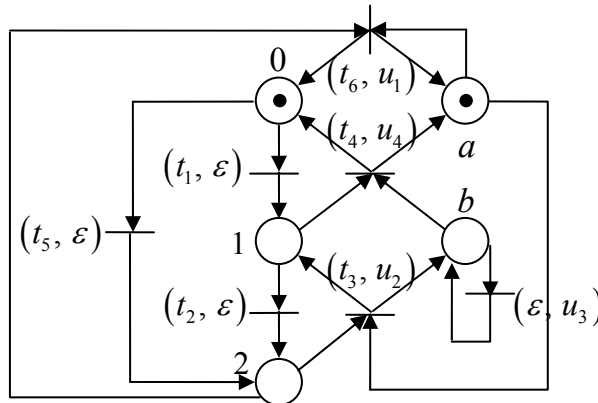 0
(t₆, u₁)
(t₄, u₄)
a
(t₁, ε)
b
(t₅, ε)
1
(t₃, u₂)
(t₂, ε)
(ε, u₃)
2